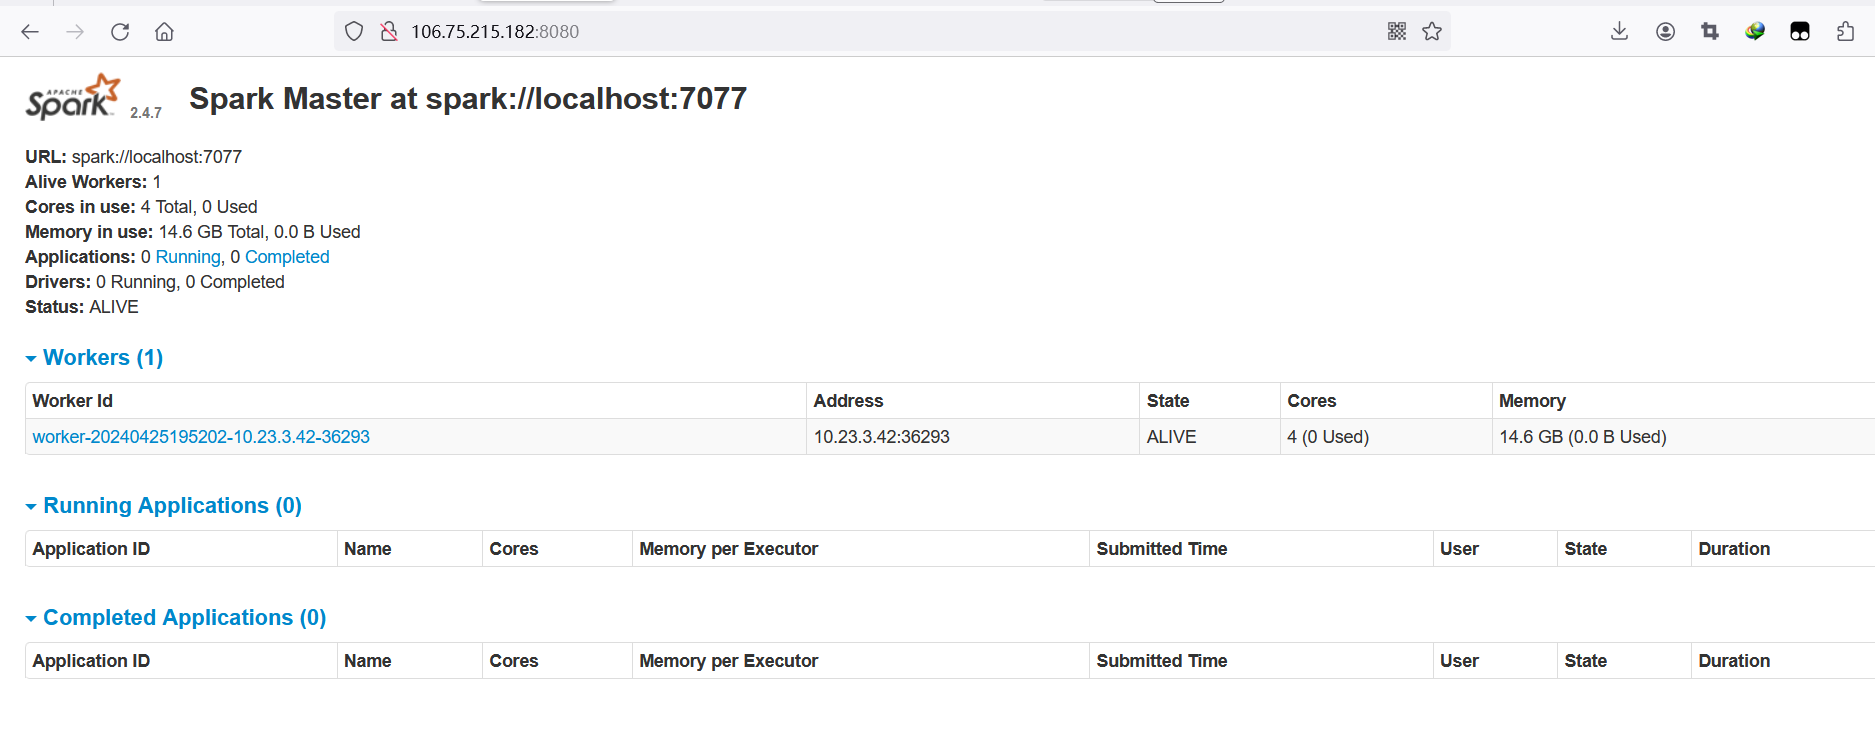 106.75.215.182:8080
APACHE
Spark 2.4.7 Spark Master at spark://localhost:7077
URL: spark://localhost:7077
Alive Workers: 1
Cores in use: 4 Total, 0 Used
Memory in use: 14.6 GB Total, 0.0 B Used
Applications: 0 Running, 0 Completed
Drivers: 0 Running, 0 Completed
Status: ALIVE
Workers (1)
Worker Id Address State Cores Memory
worker-20240425195202-10.23.3.42-36293 10.23.3.42:36293 ALIVE 4 (0 Used) 14.6 GB (0.0 B Used)
Running Applications (0)
Application ID Name Cores Memory per Executor Submitted Time User State Duration
Completed Applications (0)
Application ID Name Cores Memory per Executor Submitted Time User State Duration